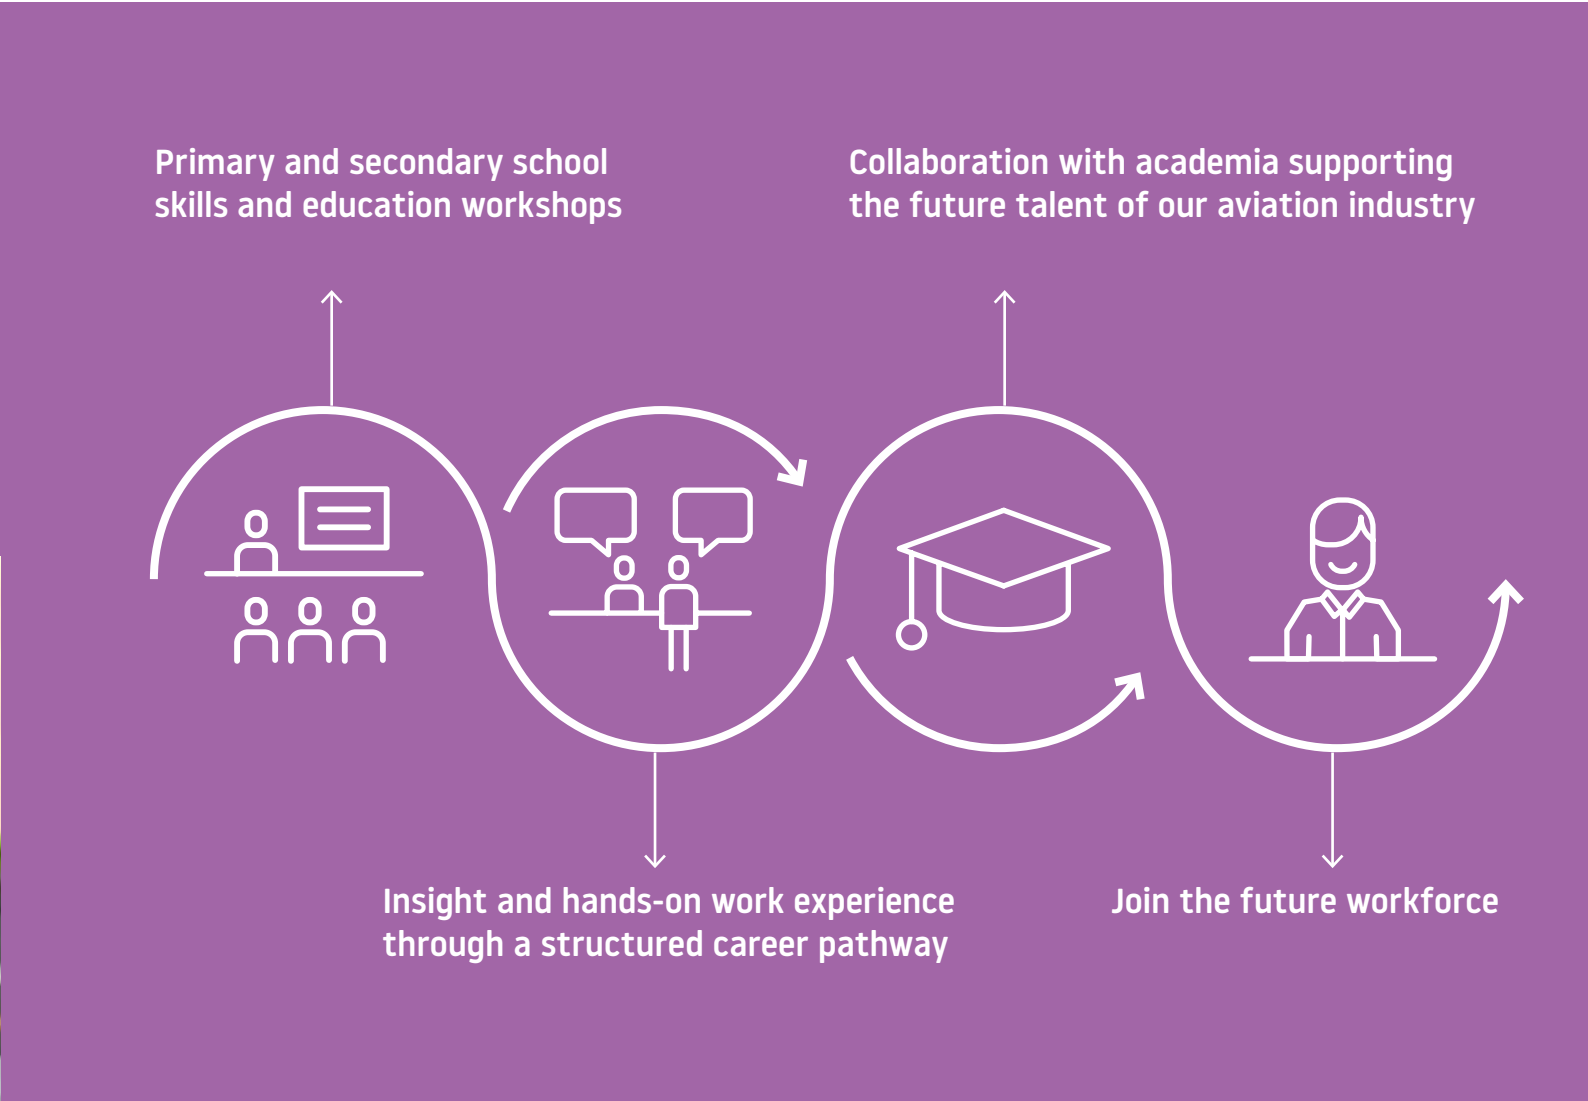 Primary and secondary school
skills and education workshops
Collaboration with academia supporting
the future talent of our aviation industry
Insight and hands-on work experience
through a structured career pathway
Join the future workforce